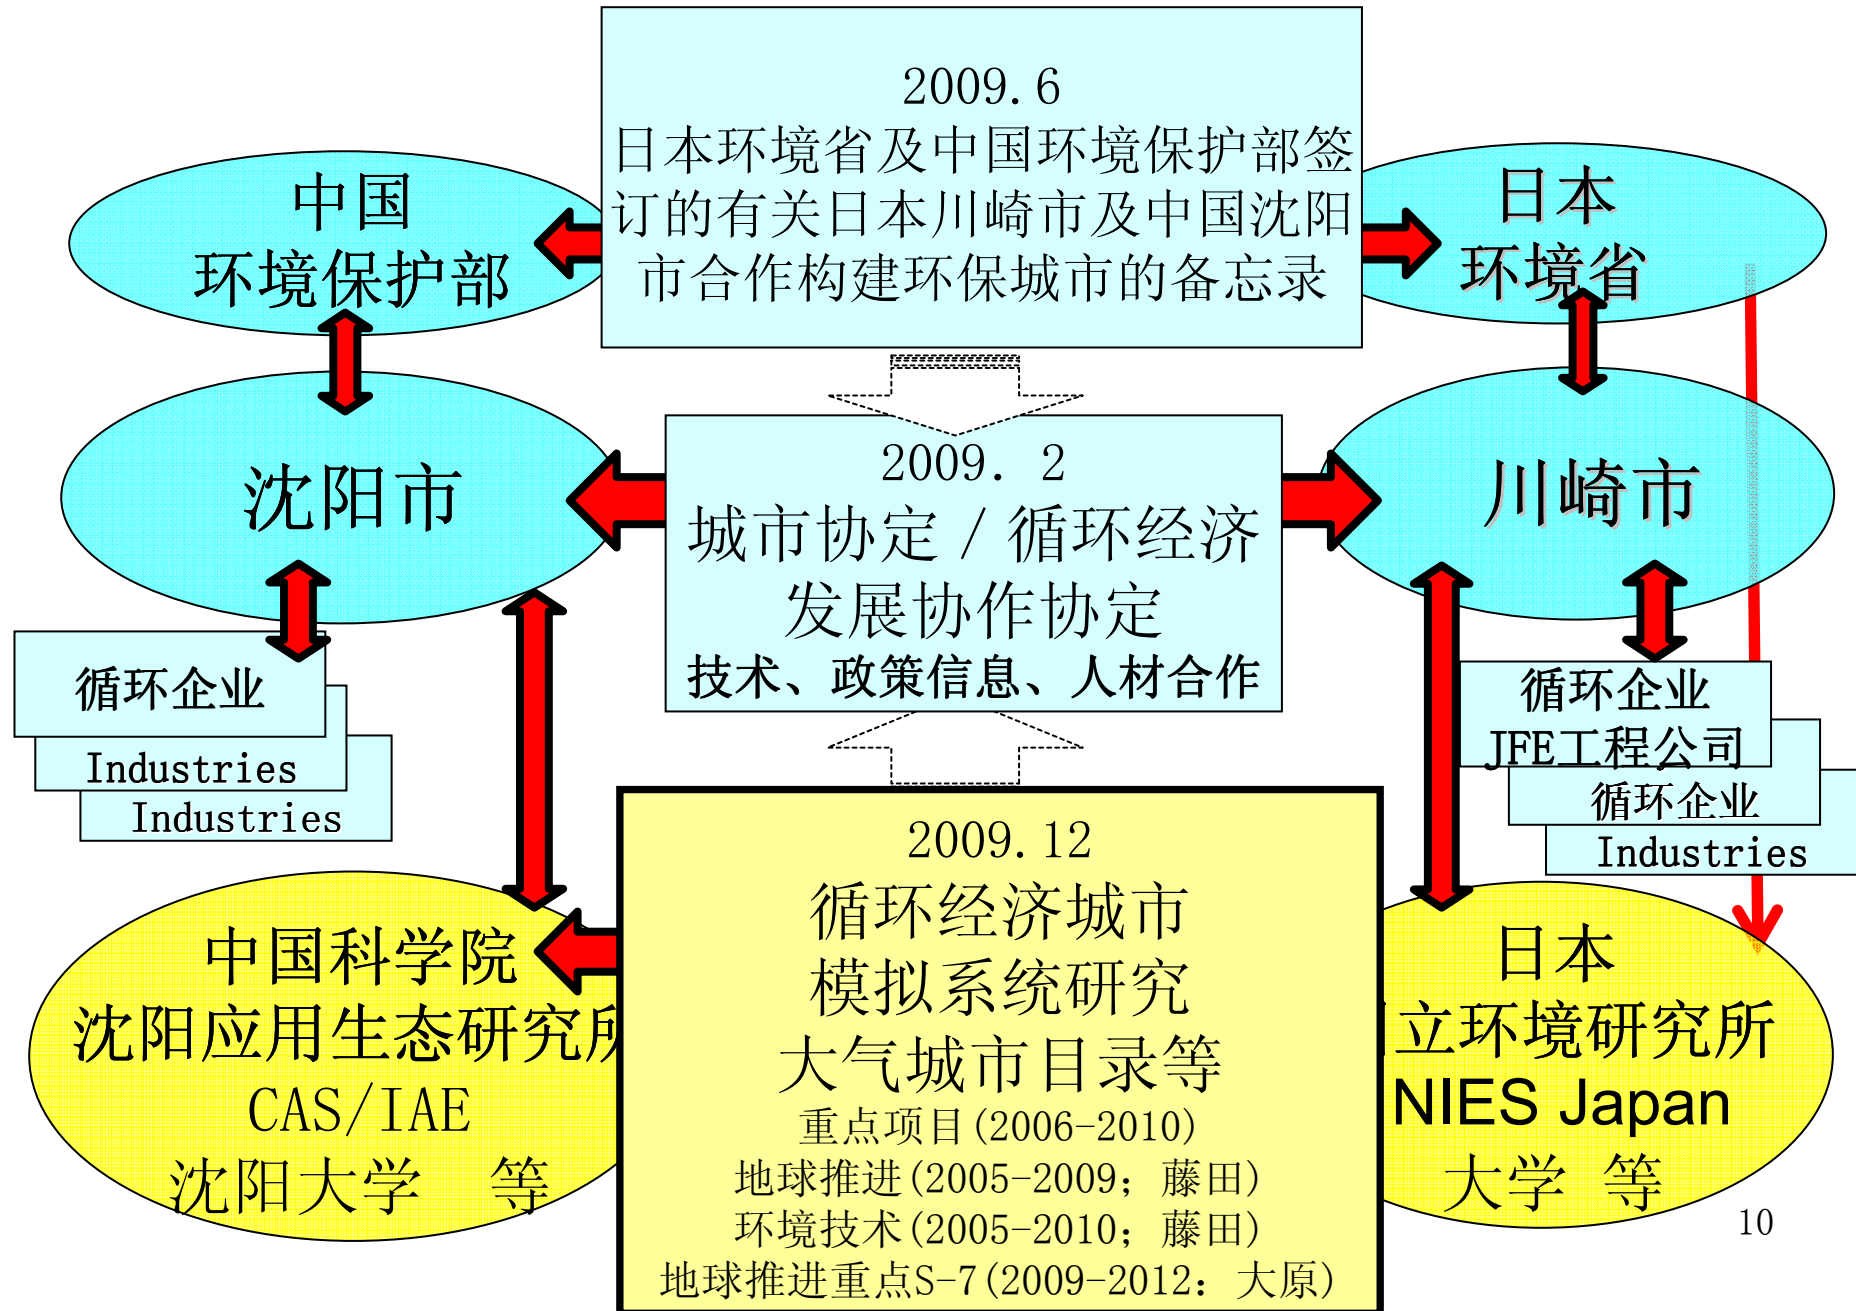 2009.6
日本环境省及中国环境保护部签
订的有关日本川崎市及中国沈阳
市合作构建环保城市的备忘录
中国
环境保护部
日本
环境省
沈阳市
2009. 2
城市协定／循环经济
发展协作协定
技术、政策信息、人材合作
川崎市
循环企业
Industries
Industries
循环企业
JFE工程公司
循环企业
Industries
中国科学院
沈阳应用生态研究所
CAS/IAE
沈阳大学　等
2009.12
循环经济城市
模拟系统研究
大气城市目录等
重点项目(2006-2010)
地球推进(2005-2009；藤田)
环境技术(2005-2010；藤田)
地球推进重点S-7(2009-2012：大原)
日本
立环境研究所
NIES Japan
大学 等
10